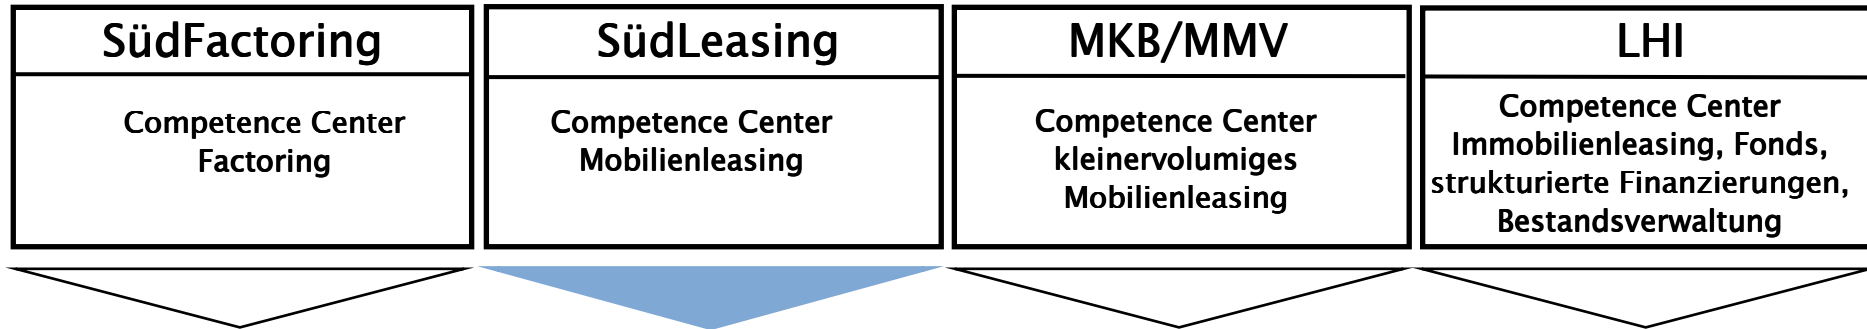 SüdFactoring
Competence Center
Factoring
SüdLeasing
Competence Center
Mobilienleasing
MKB/MMV
Competence Center
kleinervolumiges
Mobilienleasing
LHI
Competence Center
Immobilienleasing, Fonds,
strukturierte Finanzierungen,
Bestandsverwaltung